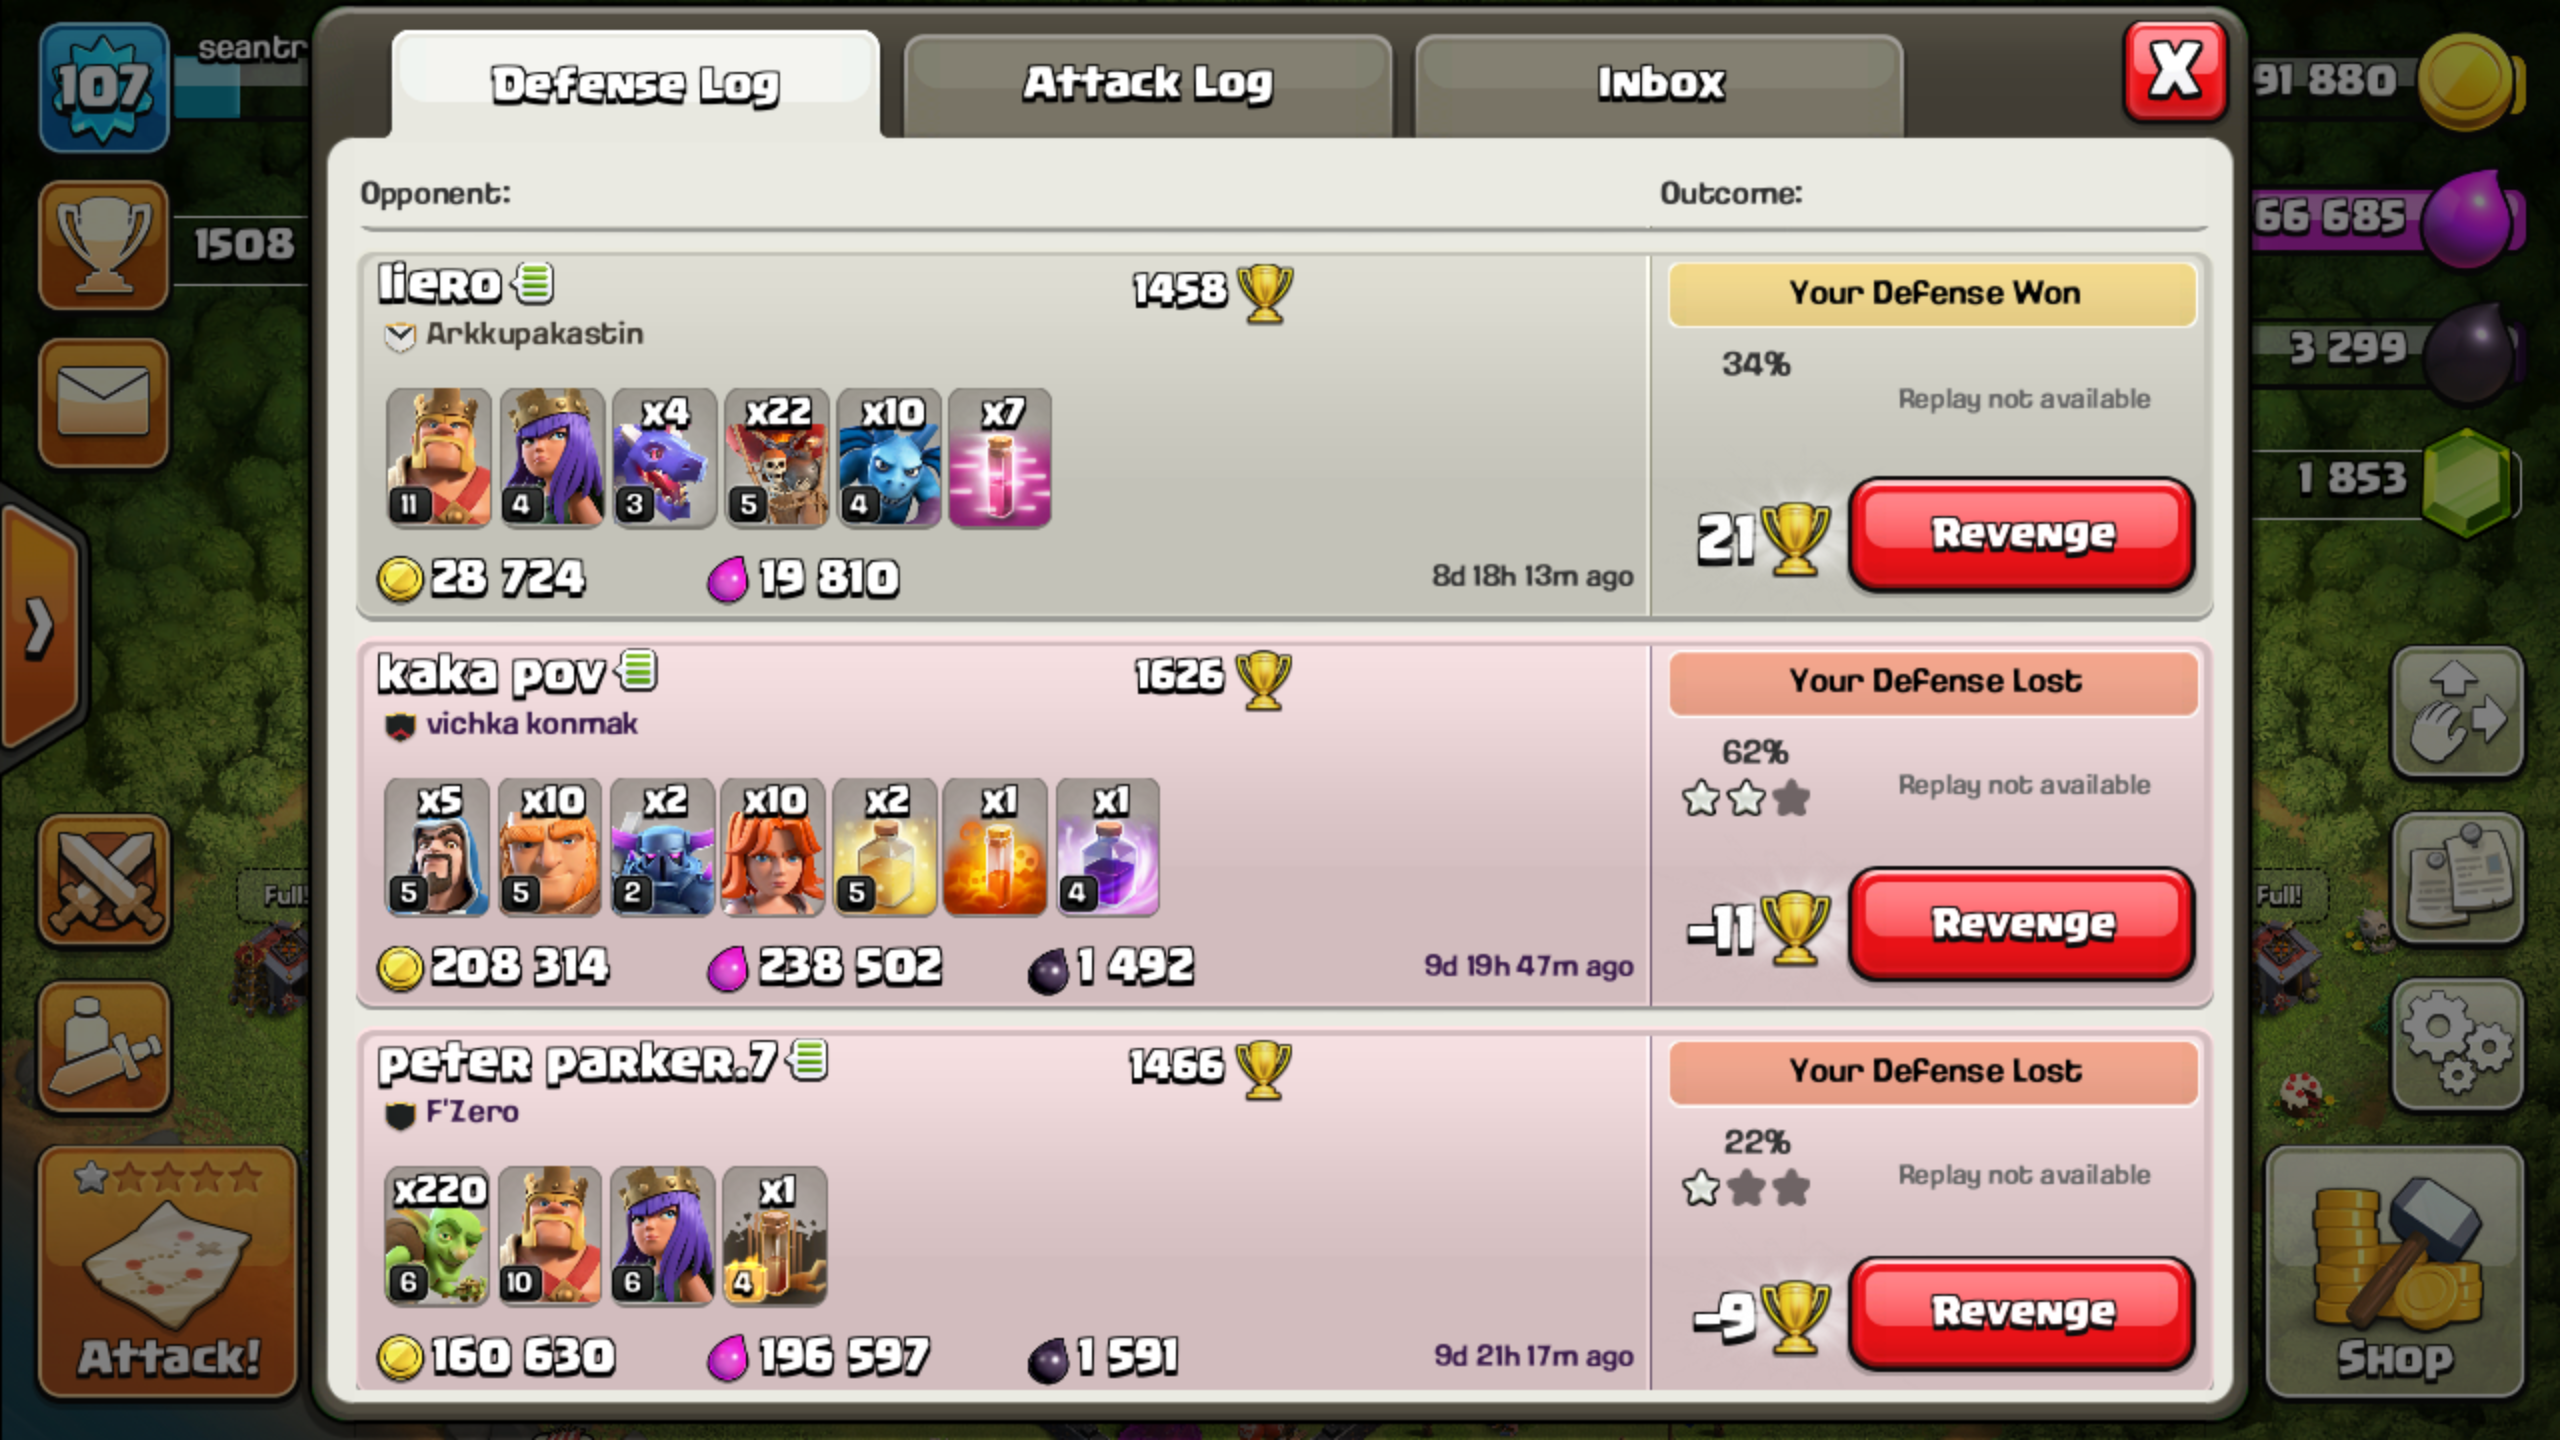 107
seantr
1508
Defense Log
Attack Log
Inbox
X
91 880
66 685
3 299
1 853
Opponent:
Outcome:
liero
1458
Arkkupakastin
11
4
x4
3
x22
5
x10
4
x7
28 724
19 810
8d 18h 13m ago
Your Defense Won
34%
Replay not available
21
Revenge
kaka pov
1626
vichka konmak
x5
5
x10
5
x2
2
x10
x2
5
x1
x1
4
208 314
238 502
1 492
9d 19h 47m ago
Your Defense Lost
62%
Replay not available
-11
Revenge
peter parker.7
1466
F'Zero
x220
6
10
6
x1
4
160 630
196 597
1 591
9d 21h 17m ago
Your Defense Lost
22%
Replay not available
-9
Revenge
Full!
Full!
Attack!
Shop